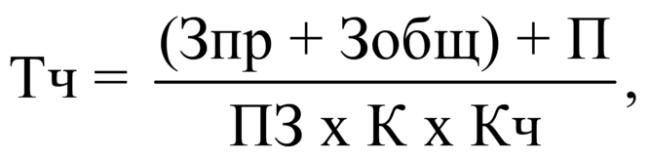 (Зпр + Зобщ) + П
Тч = ,
ПЗ х К х Кч